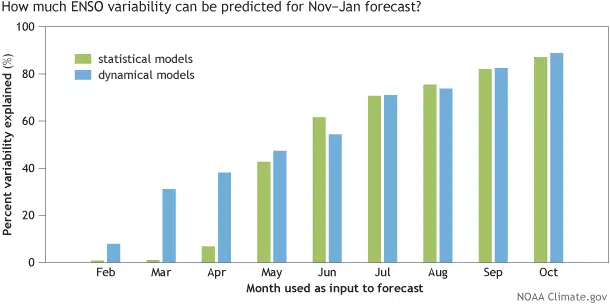 How much ENSO variability can be predicted for Nov–Jan forecast?
100
80
60
40
20
0
Percent variability explained (%)
statistical models
dynamical models
Feb Mar Apr May Jun Jul Aug Sep Oct
Month used as input to forecast
NOAA Climate.gov